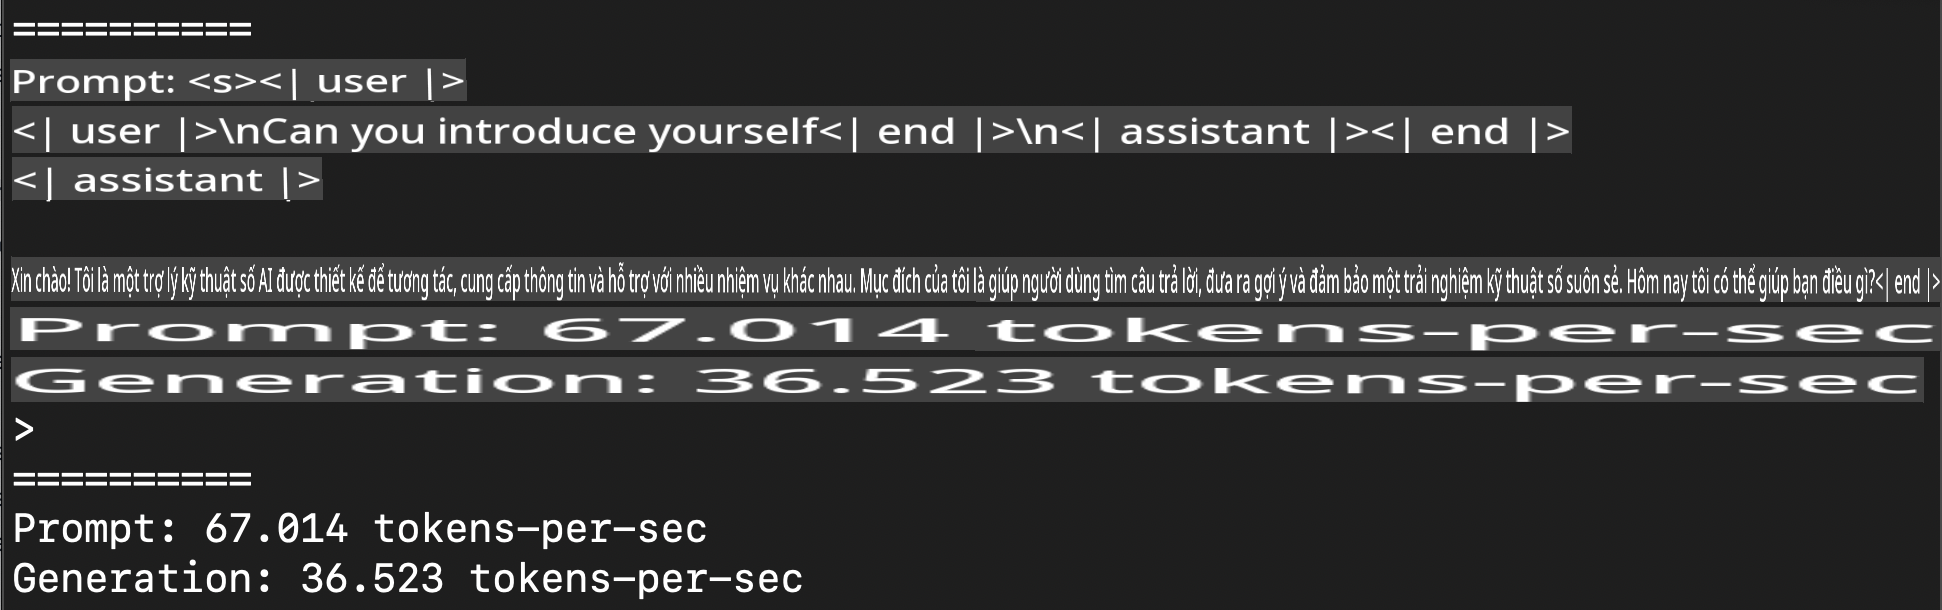 ==========
Prompt: <s><| user |>
<| user |>\nCan you introduce yourself<| end |>\n<| assistant |><| end |>
<| assistant |>
Xin chào! Tôi là một trợ lý kỹ thuật số AI được thiết kế để tương tác, cung cấp thông tin và hỗ trợ với nhiều nhiệm vụ khác nhau. Mục đích của tôi là giúp người dùng tìm câu trả lời, đưa ra gợi ý và đảm bảo một trải nghiệm kỹ thuật số suôn sẻ. Hôm nay tôi có thể giúp bạn điều gì?<| end |>
Prompt: 67.014 tokens-per-sec
Generation: 36.523 tokens-per-sec
>
==========
Prompt: 67.014 tokens-per-sec
Generation: 36.523 tokens-per-sec